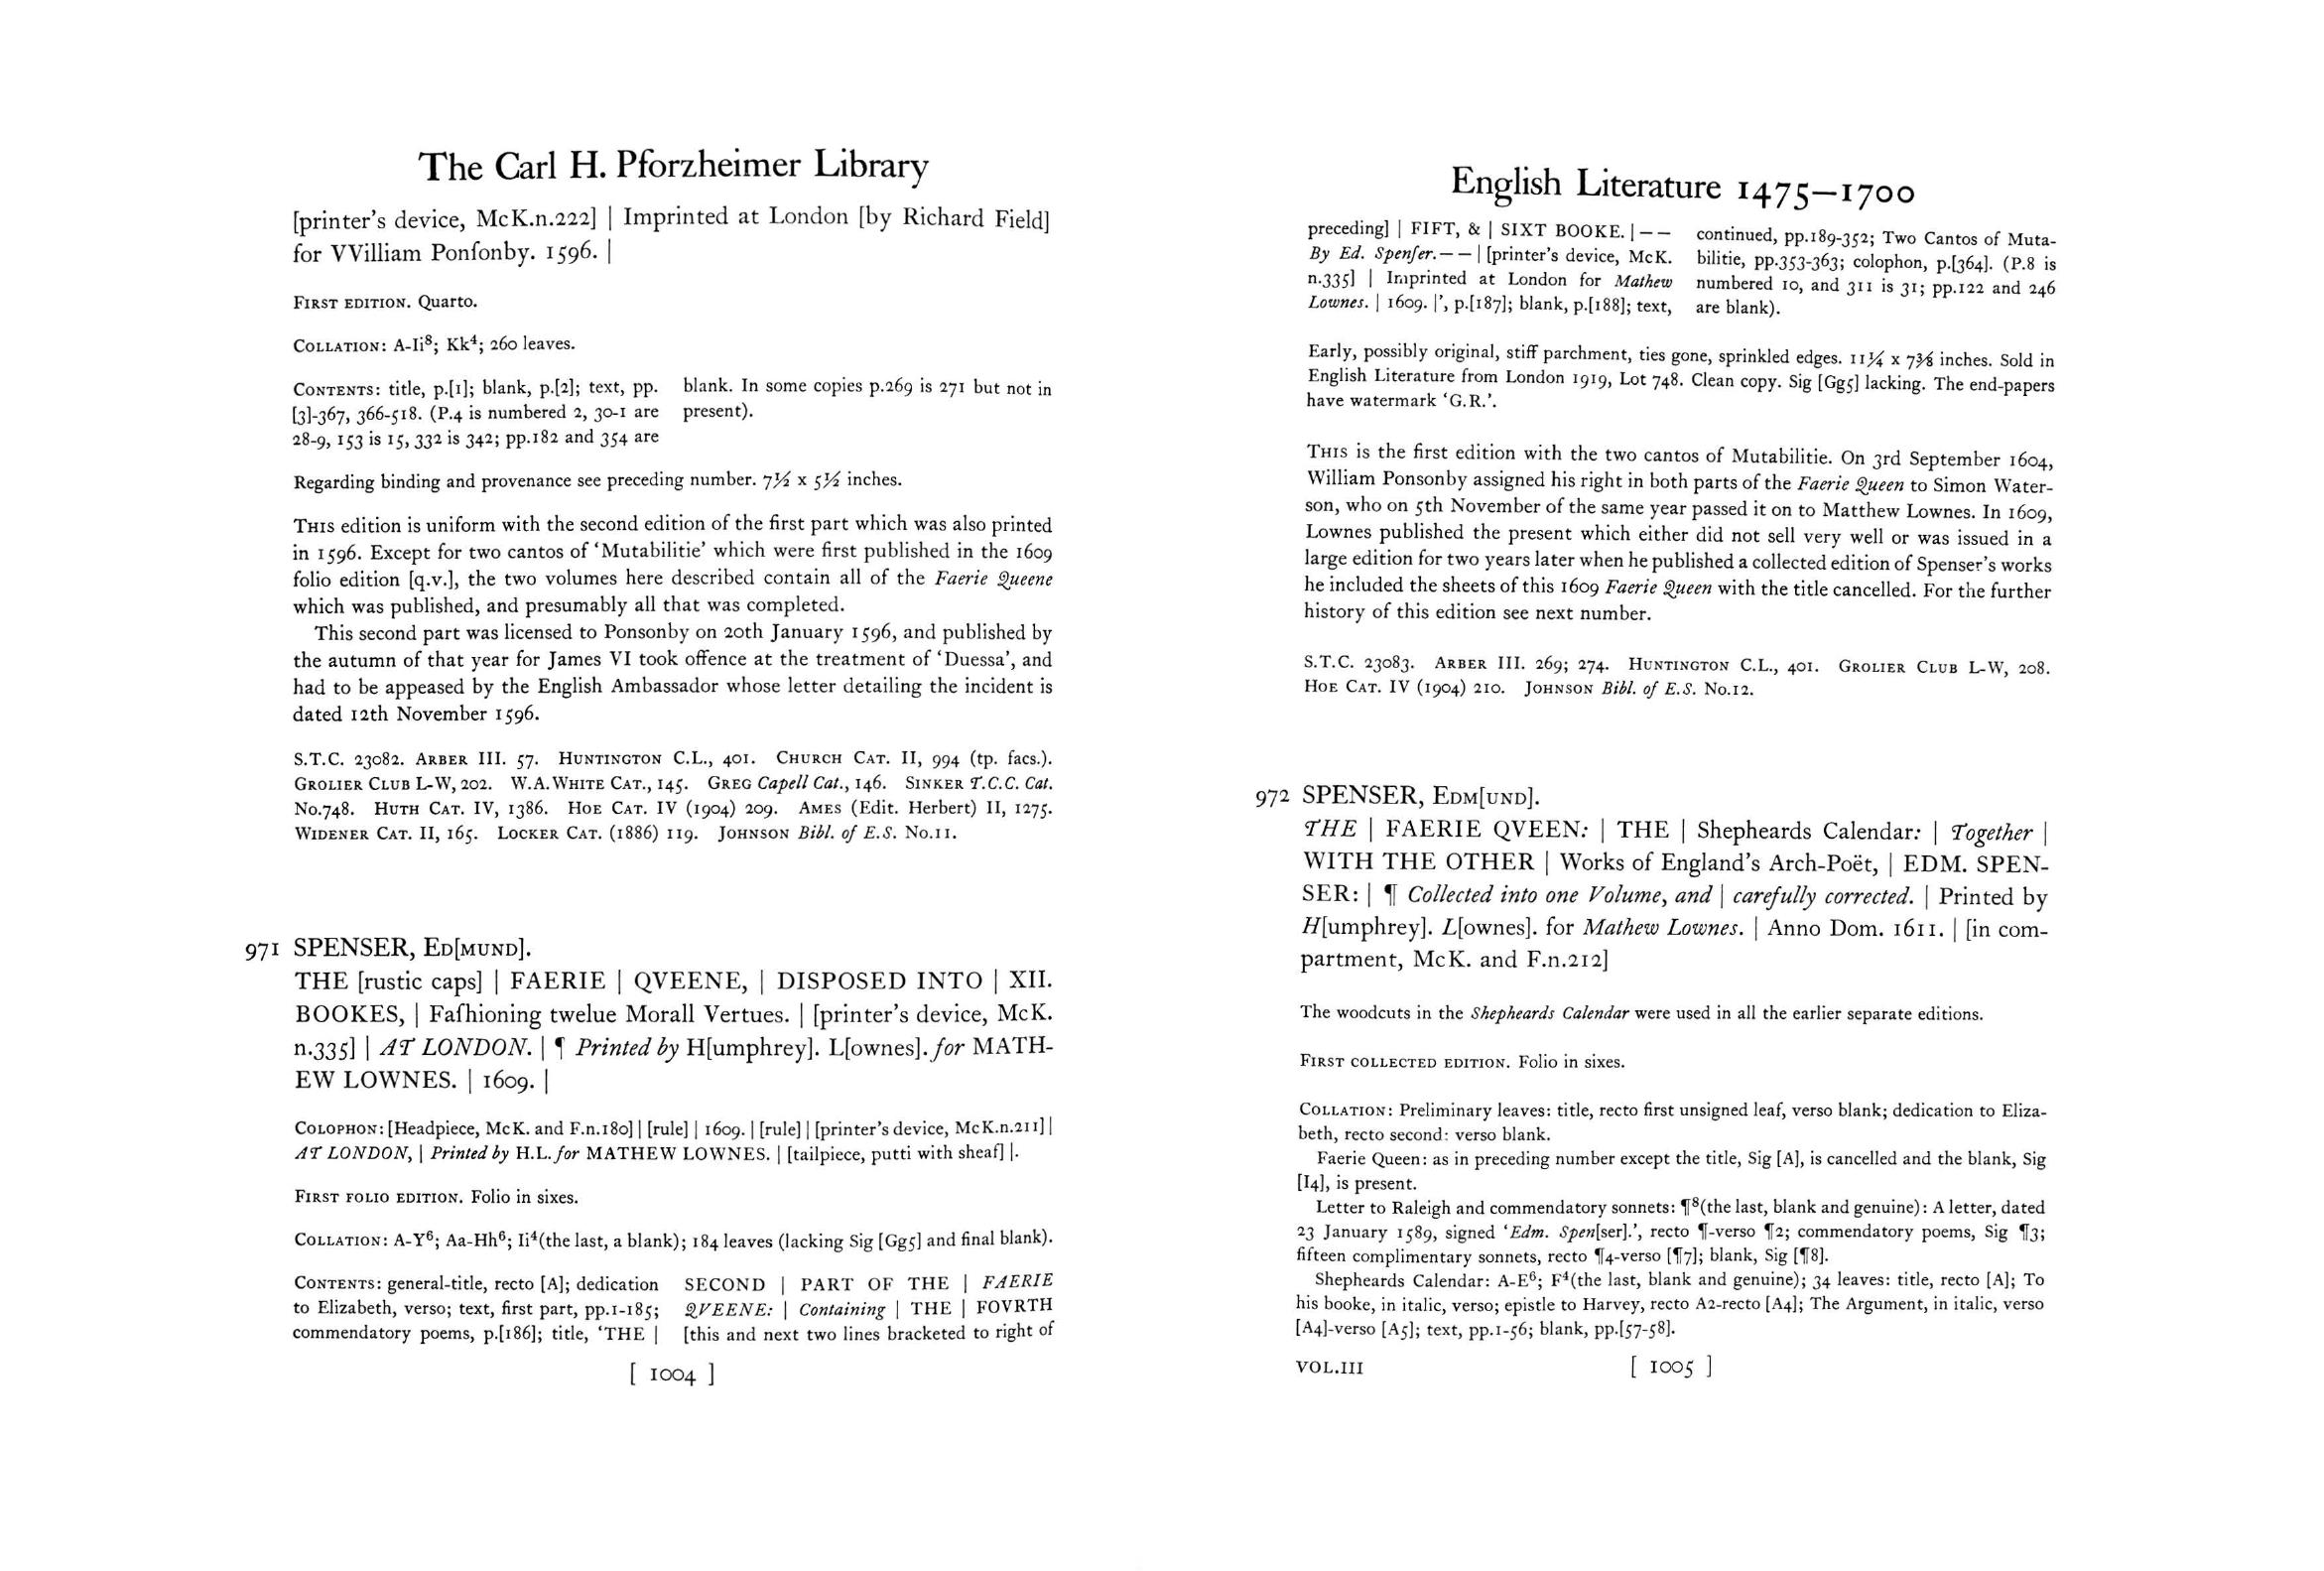 The Carl H. Pforzheimer Library
[printer's device, McK.n.222] | Imprinted at London [by Richard Field]
for VVilliam Ponſonby. 1596. |
FIRST EDITION. Quarto.
COLLATION: A-Ii⁸; Kk⁴; 260 leaves.
CONTENTS: title, p.[1]; blank, p.[2]; text, pp.
[3]-367, 366-518. (P.4 is numbered 2, 30-1 are
28-9, 153 is 15, 332 is 342; pp.182 and 354 are
blank. In some copies p.269 is 271 but not in
present).
Regarding binding and provenance see preceding number. 7½ x 5½ inches.
THIS edition is uniform with the second edition of the first part which was also printed
in 1596. Except for two cantos of 'Mutabilitie' which were first published in the 1609
folio edition [q.v.], the two volumes here described contain all of the Faerie Queene
which was published, and presumably all that was completed.
This second part was licensed to Ponsonby on 20th January 1596, and published by
the autumn of that year for James VI took offence at the treatment of 'Duessa', and
had to be appeased by the English Ambassador whose letter detailing the incident is
dated 12th November 1596.
S.T.C. 23082. ARBER III. 57. HUNTINGTON C.L., 401. CHURCH CAT. II, 994 (tp. facs.).
GROLIER CLUB L-W, 202. W.A.WHITE CAT., 145. GREG Capell Cat., 146. SINKER T.C.C. Cat.
No.748. HUTH CAT. IV, 1386. HOE CAT. IV (1904) 209. AMES (Edit. Herbert) II, 1275.
WIDENER CAT. II, 165. LOCKER CAT. (1886) 119. JOHNSON Bibl. of E.S. No.11.
971 SPENSER, ED[MUND].
THE [rustic caps] | FAERIE | QVEENE, | DISPOSED INTO | XII.
BOOKES, | Faſhioning twelue Morall Vertues. | [printer's device, McK.
n.335] | AT LONDON. | ¶ Printed by H[umphrey]. L[ownes]. for MATH-
EW LOWNES. | 1609. |
COLOPHON: [Headpiece, McK. and F.n.180] | [rule] | 1609. | [rule] | [printer's device, McK.n.211] |
AT LONDON, | Printed by H.L. for MATHEW LOWNES. | [tailpiece, putti with sheaf] |.
FIRST FOLIO EDITION. Folio in sixes.
COLLATION: A-Y⁶; Aa-Hh⁶; Ii⁴(the last, a blank); 184 leaves (lacking Sig [Gg5] and final blank).
CONTENTS: general-title, recto [A]; dedication
to Elizabeth, verso; text, first part, pp.1-185;
commendatory poems, p.[186]; title, 'THE |
SECOND | PART OF THE | FAERIE
QVEENE: | Containing | THE | FOVRTH
[this and next two lines bracketed to right of
[ 1004 ]
English Literature 1475–1700
preceding] | FIFT, & | SIXT BOOKE. | — —
By Ed. Spenſer. — — | [printer's device, McK.
n.335] | Imprinted at London for Mathew
Lownes. | 1609. |', p.[187]; blank, p.[188]; text,
continued, pp.189-352; Two Cantos of Muta-
bilitie, pp.353-363; colophon, p.[364]. (P.8 is
numbered 10, and 311 is 31; pp.122 and 246
are blank).
Early, possibly original, stiff parchment, ties gone, sprinkled edges. 11¼ x 7⅜ inches. Sold in
English Literature from London 1919, Lot 748. Clean copy. Sig [Gg5] lacking. The end-papers
have watermark 'G.R.'.
THIS is the first edition with the two cantos of Mutabilitie. On 3rd September 1604,
William Ponsonby assigned his right in both parts of the Faerie Queen to Simon Water-
son, who on 5th November of the same year passed it on to Matthew Lownes. In 1609,
Lownes published the present which either did not sell very well or was issued in a
large edition for two years later when he published a collected edition of Spenser's works
he included the sheets of this 1609 Faerie Queen with the title cancelled. For the further
history of this edition see next number.
S.T.C. 23083. ARBER III. 269; 274. HUNTINGTON C.L., 401. GROLIER CLUB L-W, 208.
HOE CAT. IV (1904) 210. JOHNSON Bibl. of E.S. No.12.
972 SPENSER, EDM[UND].
THE | FAERIE QVEEN: | THE | Shepheards Calendar: | Together |
WITH THE OTHER | Works of England's Arch-Poët, | EDM. SPEN-
SER: | ¶ Collected into one Volume, and | carefully corrected. | Printed by
H[umphrey]. L[ownes]. for Mathew Lownes. | Anno Dom. 1611. | [in com-
partment, McK. and F.n.212]
The woodcuts in the Shepheards Calendar were used in all the earlier separate editions.
FIRST COLLECTED EDITION. Folio in sixes.
COLLATION: Preliminary leaves: title, recto first unsigned leaf, verso blank; dedication to Eliza-
beth, recto second: verso blank.
Faerie Queen: as in preceding number except the title, Sig [A], is cancelled and the blank, Sig
[I4], is present.
Letter to Raleigh and commendatory sonnets: ¶⁸(the last, blank and genuine): A letter, dated
23 January 1589, signed 'Edm. Spen[ser].', recto ¶-verso ¶2; commendatory poems, Sig ¶3;
fifteen complimentary sonnets, recto ¶4-verso [¶7]; blank, Sig [¶8].
Shepheards Calendar: A-E⁶; F⁴(the last, blank and genuine); 34 leaves: title, recto [A]; To
his booke, in italic, verso; epistle to Harvey, recto A2-recto [A4]; The Argument, in italic, verso
[A4]-verso [A5]; text, pp.1-56; blank, pp.[57-58].
VOL.III [ 1005 ]